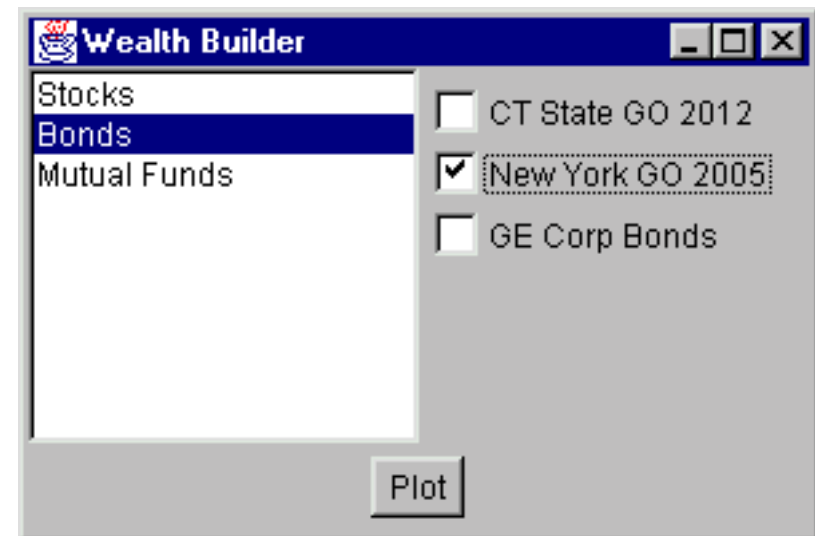 Wealth Builder
Stocks
Bonds
Mutual Funds
CT State GO 2012
New York GO 2005
GE Corp Bonds
Plot